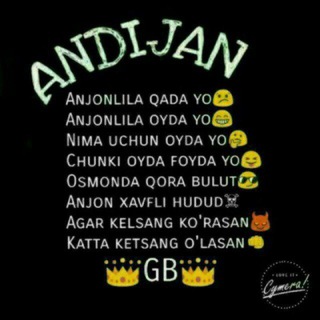 ANDIJAN
ANJONLILA QADA YO😕
ANJONLILA OYDA YO😂
NIMA UCHUN OYDA YO🤔
CHUNKI OYDA FOYDA YO😆
OSMONDA QORA BULUT😎
ANJON XAVFLI HUDUD☠
AGAR KELSANG KO'RASAN👿
KATTA KETSANG O'LASAN👊
👑GB👑
Cymera!